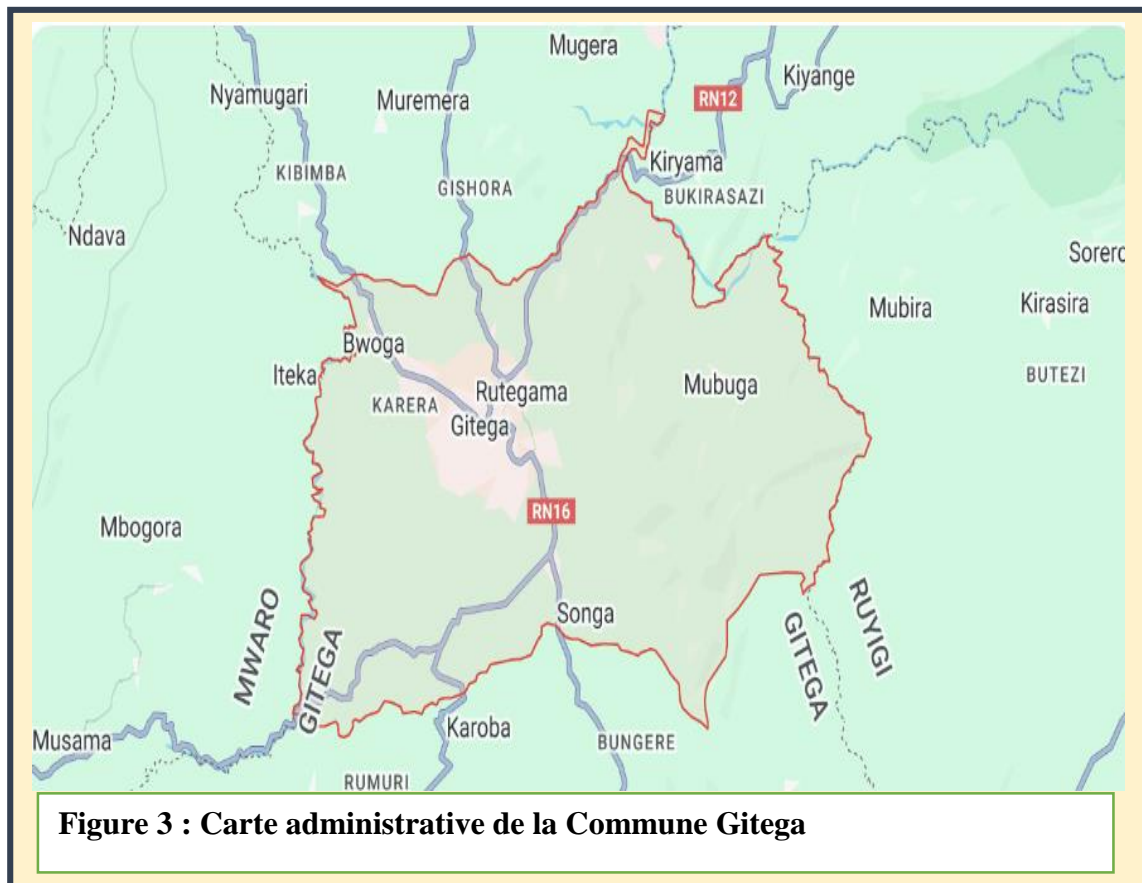 Mugera
Kiyange
Nyamugari
Muremera
RN12
KIBIMBA
GISHORA
Kiryama
BUKIRASAZI
Ndava
Sorero
Mubira
Kirasira
Bwoga
Iteka
Rutegama
Mubuga
BUTEZI
KARERA
Gitega
RN16
Mbogora
MWARO
GITEGA
Songa
GITEGA
RUYIGI
Musama
Karoba
BUNGERE
RUMURI
Figure 3 : Carte administrative de la Commune Gitega